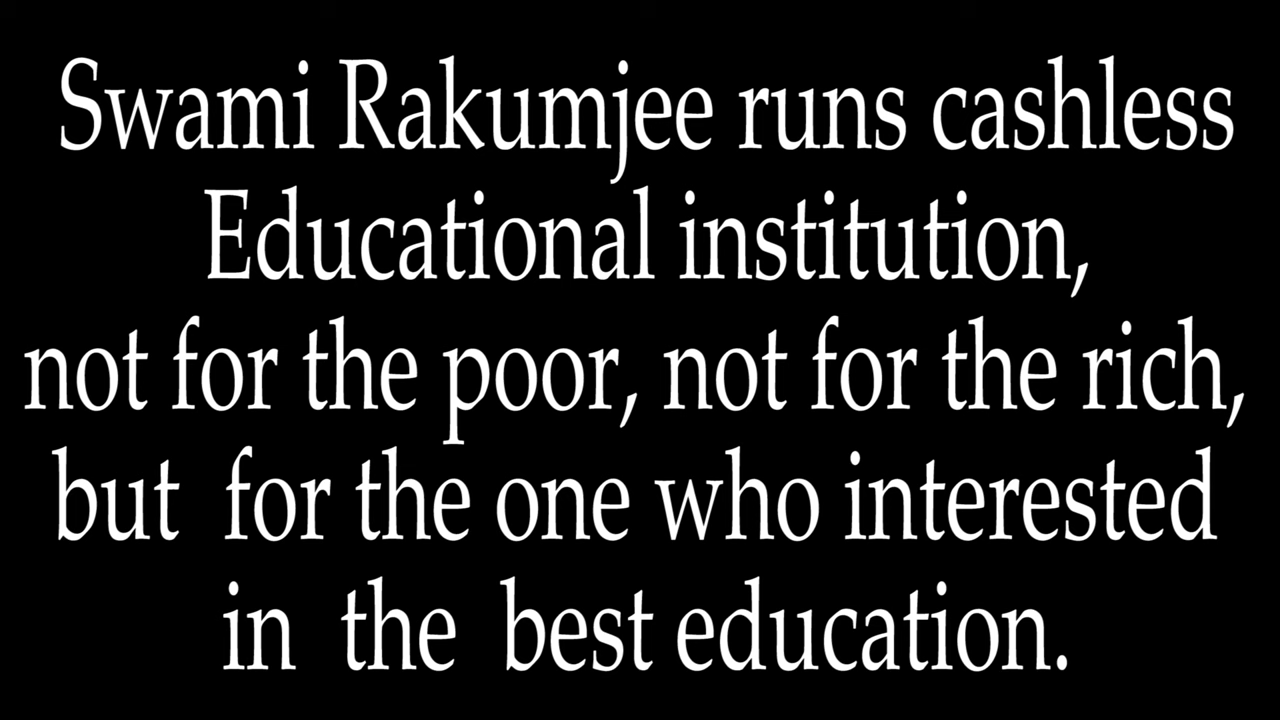 Swami Rakumjee runs cashless
Educational institution,
not for the poor, not for the rich,
but for the one who interested
in the best education.